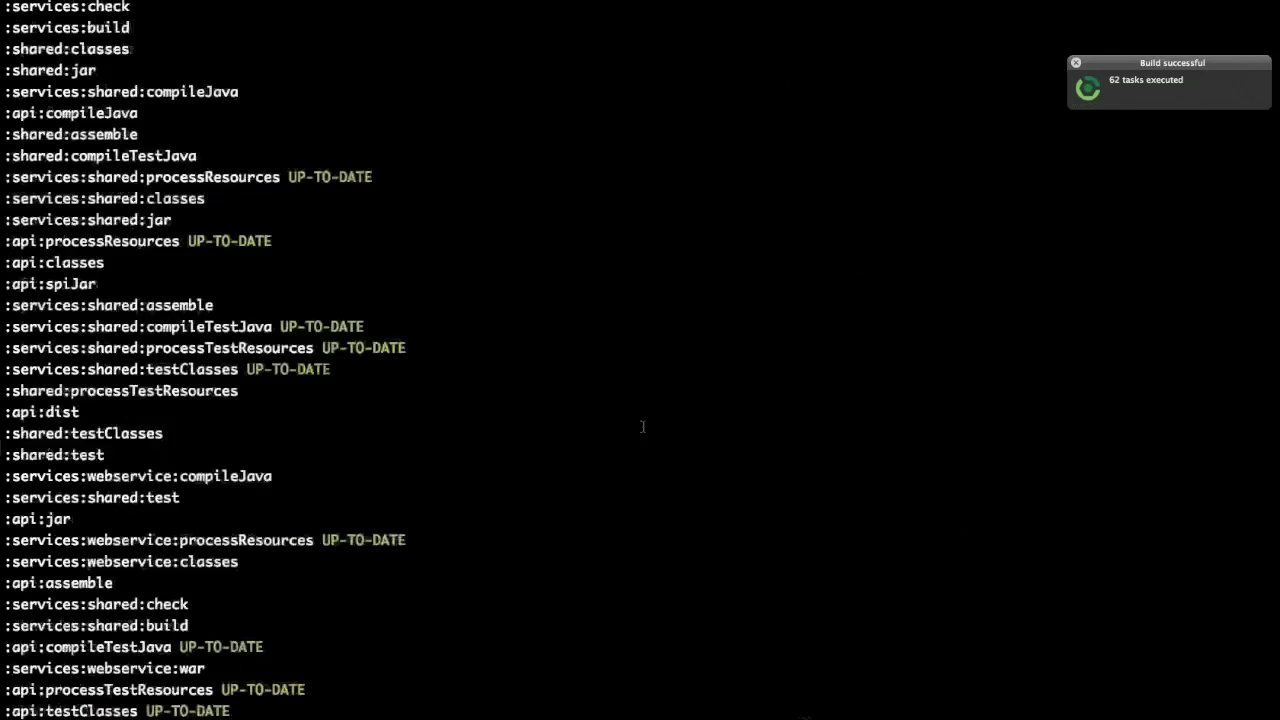 :services:check
:services:build
:shared:classes
:shared:jar
:services:shared:compileJava
:api:compileJava
:shared:assemble
:shared:compileTestJava
:services:shared:processResources UP-TO-DATE
:services:shared:classes
:services:shared:jar
:api:processResources UP-TO-DATE
:api:classes
:api:spiJar
:services:shared:assemble
:services:shared:compileTestJava UP-TO-DATE
:services:shared:processTestResources UP-TO-DATE
:services:shared:testClasses UP-TO-DATE
:shared:processTestResources
:api:dist
:shared:testClasses
:shared:test
:services:webservice:compileJava
:services:shared:test
:api:jar
:services:webservice:processResources UP-TO-DATE
:services:webservice:classes
:api:assemble
:services:shared:check
:services:shared:build
:api:compileTestJava UP-TO-DATE
:services:webservice:war
:api:processTestResources UP-TO-DATE
:api:testClasses UP-TO-DATE
Build successful
62 tasks executed